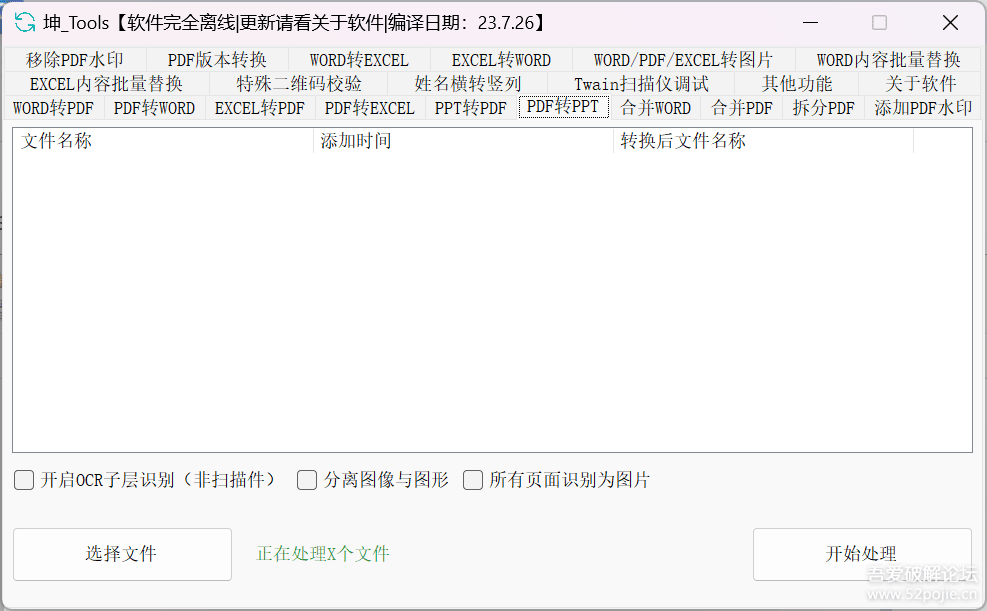 坤_Tools【软件完全离线|更新请看关于软件|编译日期：23.7.26】
移除PDF水印 PDF版本转换 WORD转EXCEL EXCEL转WORD WORD/PDF/EXCEL转图片 WORD内容批量替换
EXCEL内容批量替换 特殊二维码校验 姓名横转竖列 Twain扫描仪调试 其他功能 关于软件
WORD转PDF PDF转WORD EXCEL转PDF PDF转EXCEL PPT转PDF PDF转PPT 合并WORD 合并PDF 拆分PDF 添加PDF水印
文件名称 添加时间 转换后文件名称
开启OCR子层识别（非扫描件） 分离图像与图形 所有页面识别为图片
选择文件 正在处理X个文件 开始处理
吾爱破解论坛
www.52pojie.cn